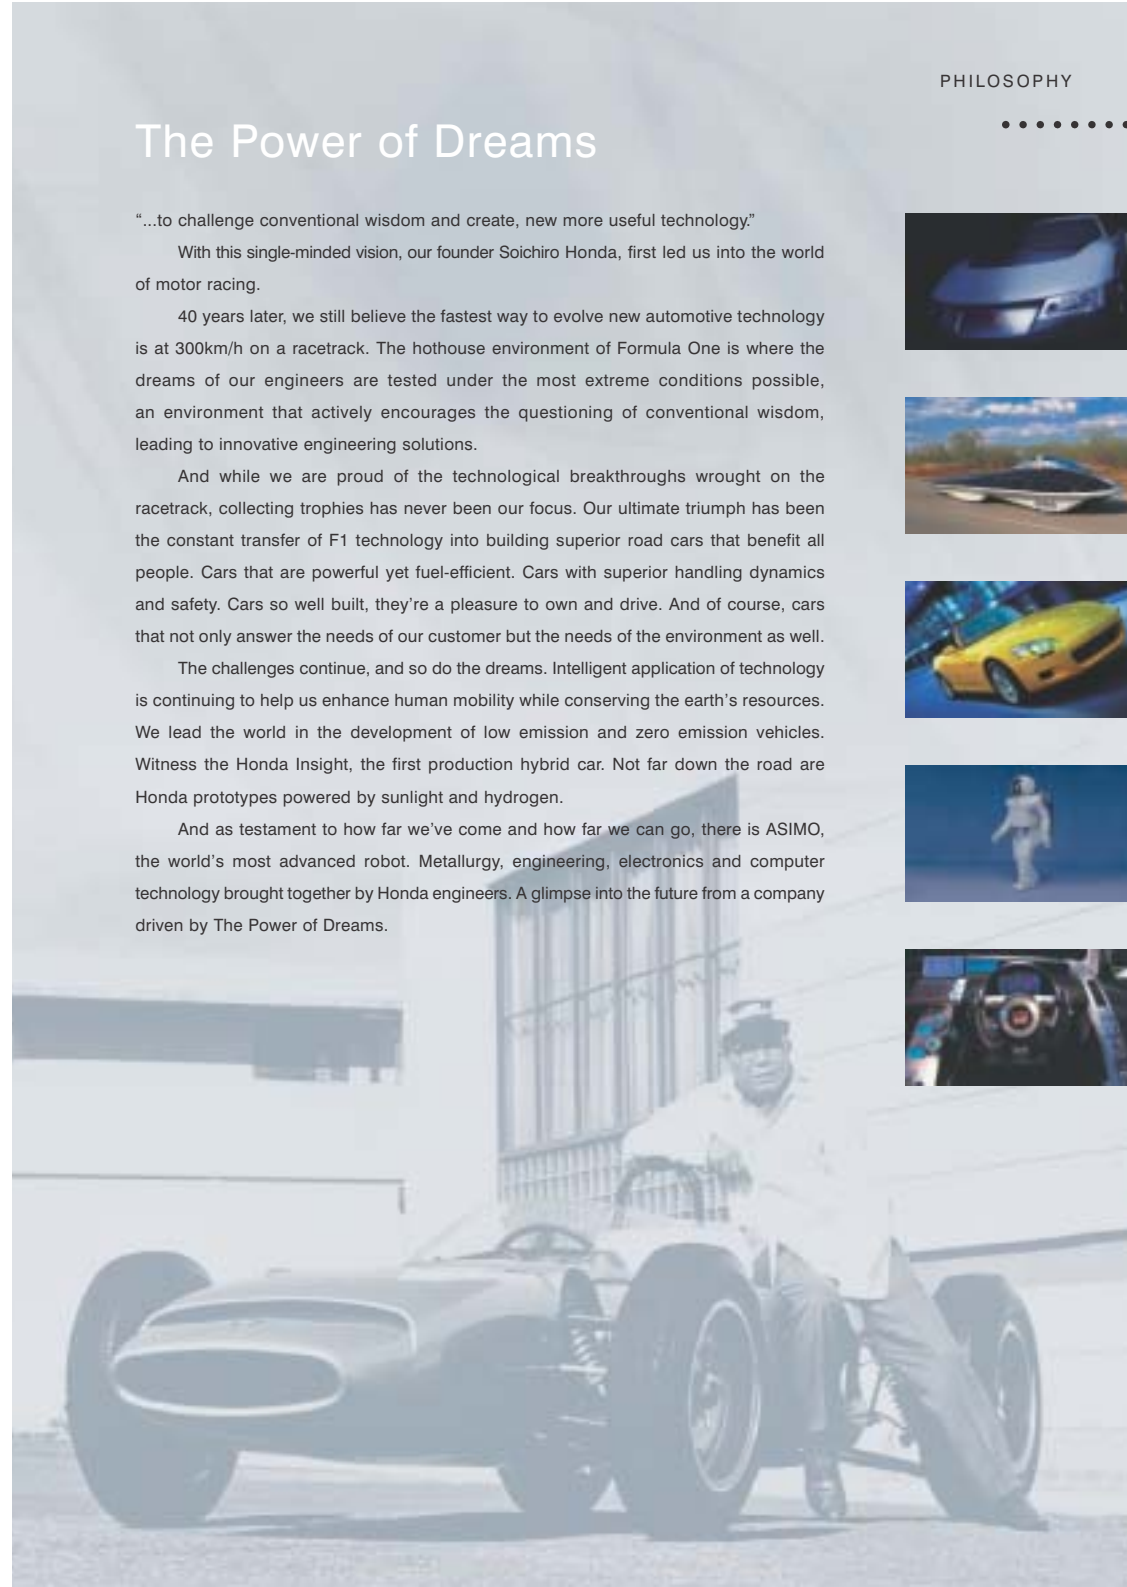 PHILOSOPHY
The Power of Dreams
“...to challenge conventional wisdom and create, new more useful technology.”
With this single-minded vision, our founder Soichiro Honda, first led us into the world
of motor racing.
40 years later, we still believe the fastest way to evolve new automotive technology
is at 300km/h on a racetrack. The hothouse environment of Formula One is where the
dreams of our engineers are tested under the most extreme conditions possible,
an environment that actively encourages the questioning of conventional wisdom,
leading to innovative engineering solutions.
And while we are proud of the technological breakthroughs wrought on the
racetrack, collecting trophies has never been our focus. Our ultimate triumph has been
the constant transfer of F1 technology into building superior road cars that benefit all
people. Cars that are powerful yet fuel-efficient. Cars with superior handling dynamics
and safety. Cars so well built, they’re a pleasure to own and drive. And of course, cars
that not only answer the needs of our customer but the needs of the environment as well.
The challenges continue, and so do the dreams. Intelligent application of technology
is continuing to help us enhance human mobility while conserving the earth’s resources.
We lead the world in the development of low emission and zero emission vehicles.
Witness the Honda Insight, the first production hybrid car. Not far down the road are
Honda prototypes powered by sunlight and hydrogen.
And as testament to how far we’ve come and how far we can go, there is ASIMO,
the world’s most advanced robot. Metallurgy, engineering, electronics and computer
technology brought together by Honda engineers. A glimpse into the future from a company
driven by The Power of Dreams.